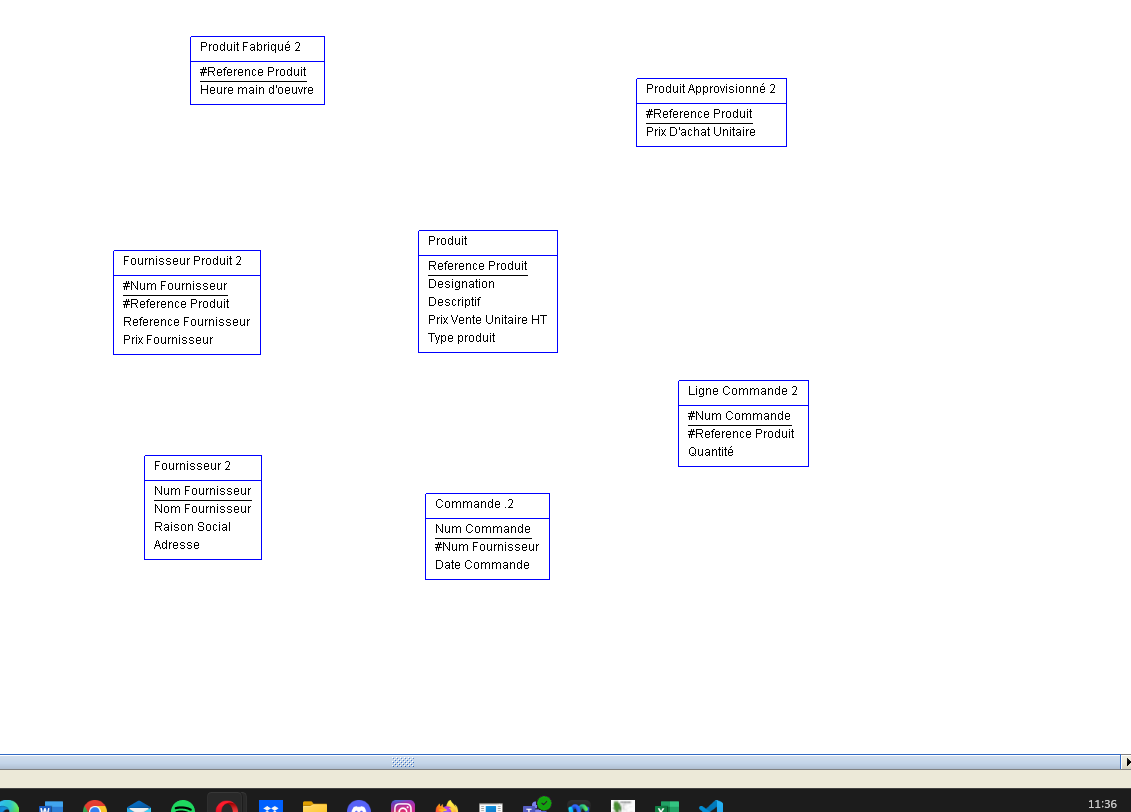 Produit Fabriqué 2
#Reference Produit
Heure main d'oeuvre
Produit Approvisionné 2
#Reference Produit
Prix D'achat Unitaire
Fournisseur Produit 2
#Num Fournisseur
#Reference Produit
Reference Fournisseur
Prix Fournisseur
Produit
Reference Produit
Designation
Descriptif
Prix Vente Unitaire HT
Type produit
Ligne Commande 2
#Num Commande
#Reference Produit
Quantité
Fournisseur 2
Num Fournisseur
Nom Fournisseur
Raison Social
Adresse
Commande .2
Num Commande
#Num Fournisseur
Date Commande
11:36